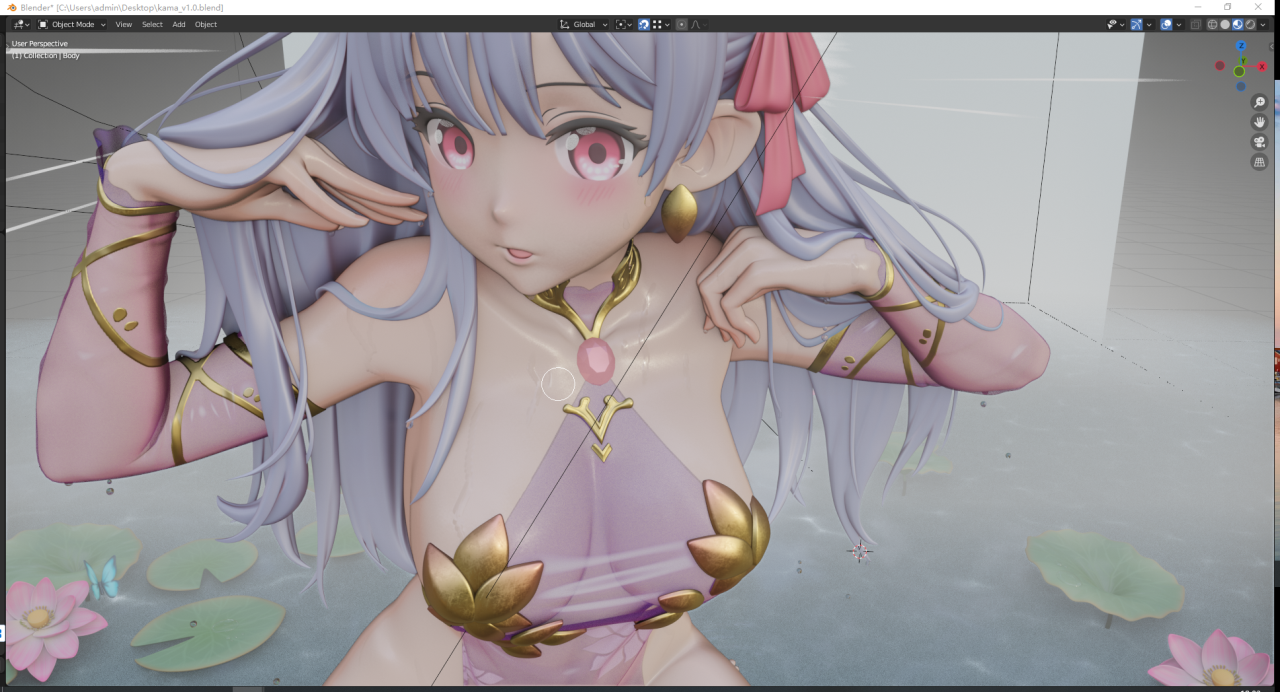 Blender* [C:\Users\admin\Desktop\kama_v1.0.blend]
Object Mode View Select Add Object Global
User Perspective
(1) Collection | Body
Z
Y
X